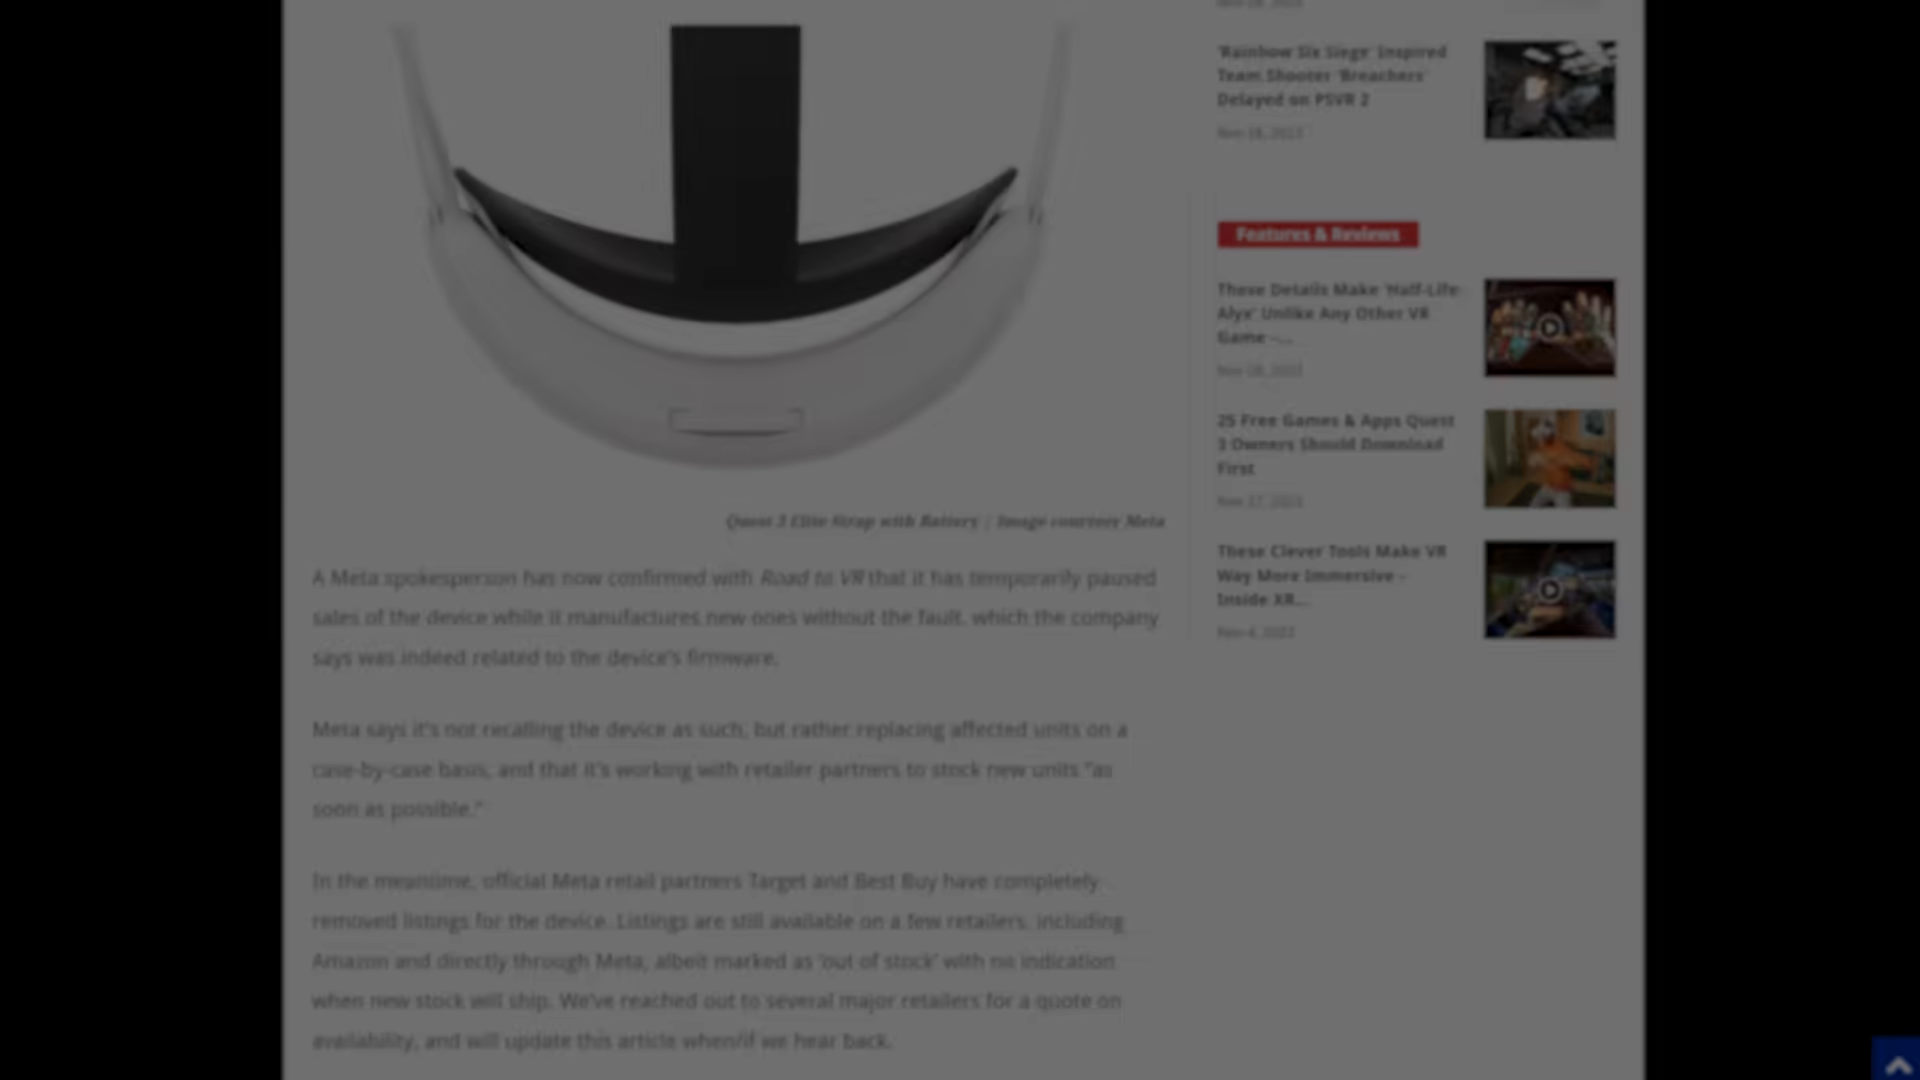 'Rainbow Six Siege' Inspired
Team Shooter 'Breachers'
Delayed on PSVR 2
Features & Reviews
These Details Make 'Half-Life:
Alyx' Unlike Any Other VR
Game –...
25 Free Games & Apps Quest
3 Owners Should Download
First
These Clever Tools Make VR
Way More Immersive –
Inside XR...
Quest 3 Elite Strap with Battery | Image courtesy Meta
A Meta spokesperson has now confirmed with Road to VR that it has temporarily paused
sales of the device while it manufactures new ones without the fault, which the company
says was indeed related to the device's firmware.
Meta says it's not recalling the device as such, but rather replacing affected units on a
case-by-case basis, and that it's working with retailer partners to stock new units "as
soon as possible."
In the meantime, official Meta retail partners Target and Best Buy have completely
removed listings for the device. Listings are still available on a few retailers, including
Amazon and directly through Meta, albeit marked as 'out of stock' with no indication
when new stock will ship. We've reached out to several major retailers for a quote on
availability, and will update this article when/if we hear back.